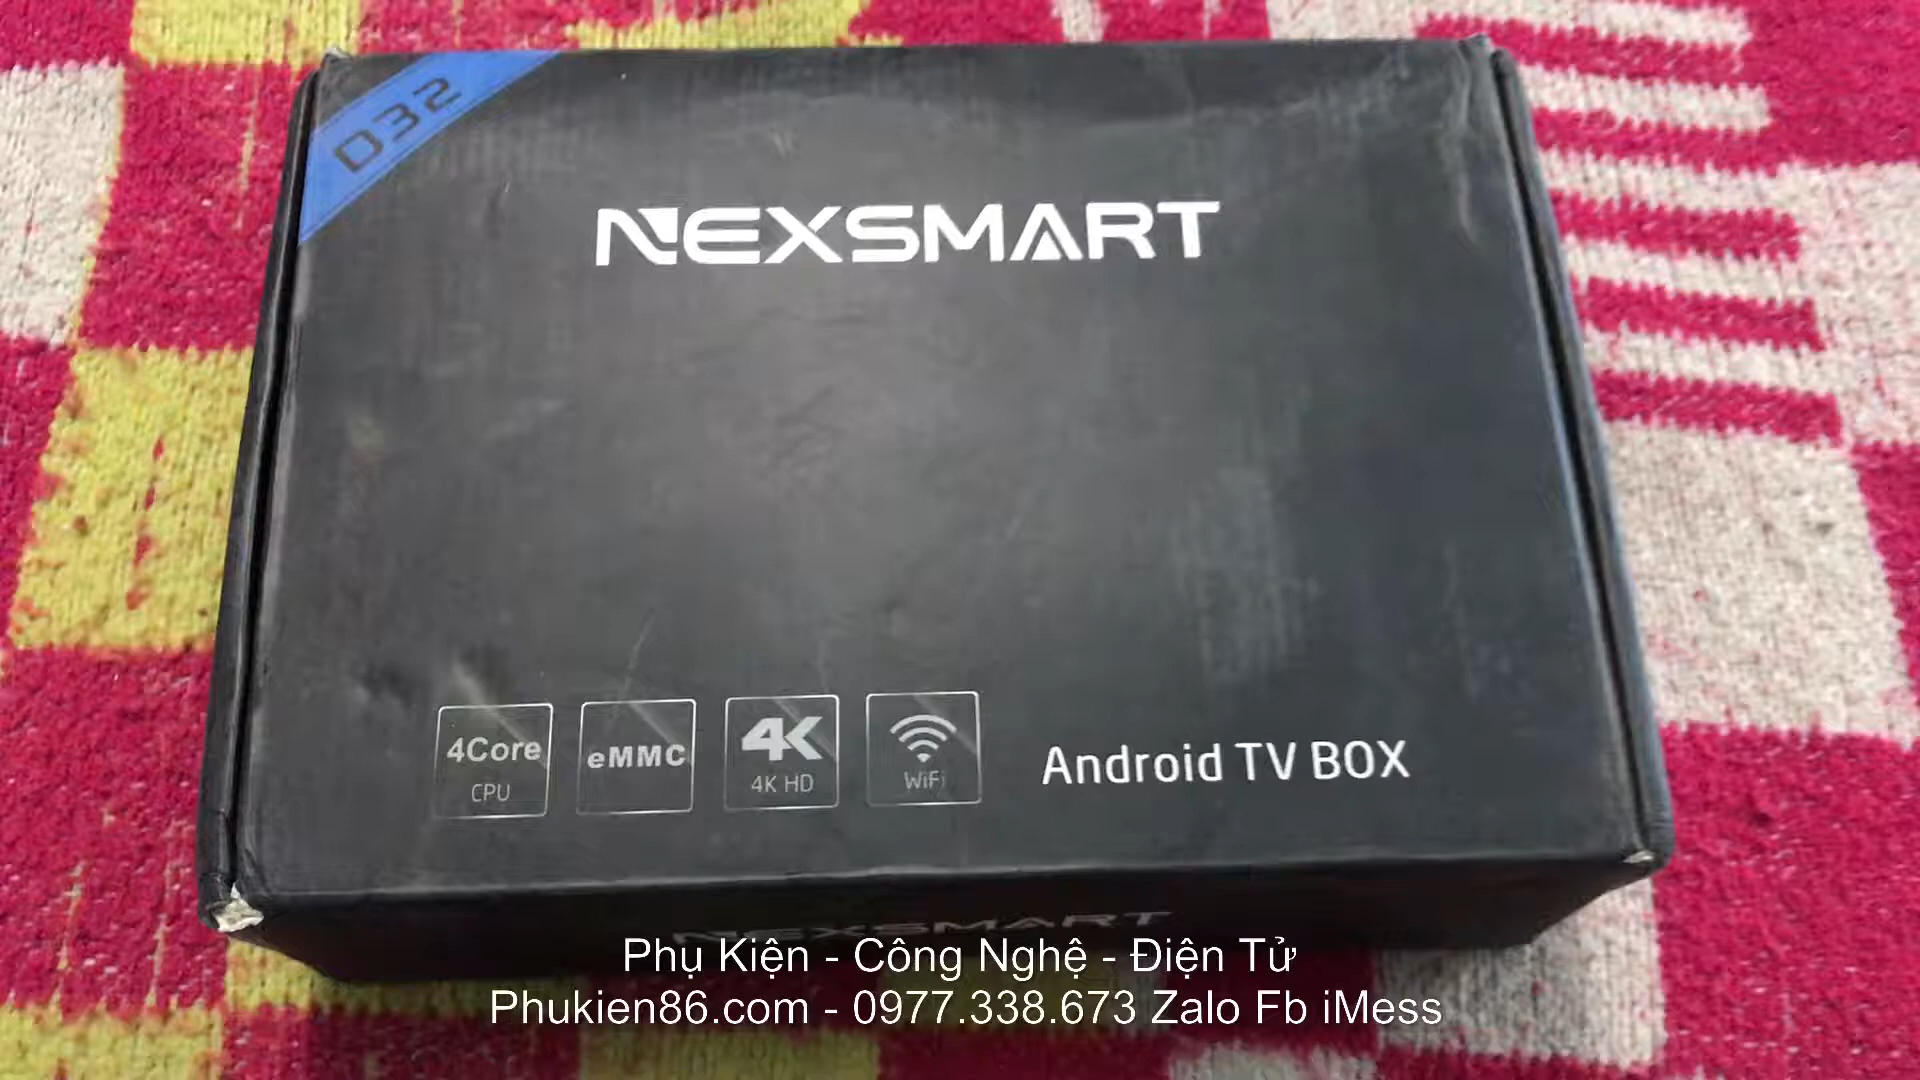 D32
NEXSMART
4Core
CPU
eMMC
4K
4K HD
WiFi
Android TV BOX
NEXSMART
Phụ Kiện - Công Nghệ - Điện Tử
Phukien86.com - 0977.338.673 Zalo Fb iMess